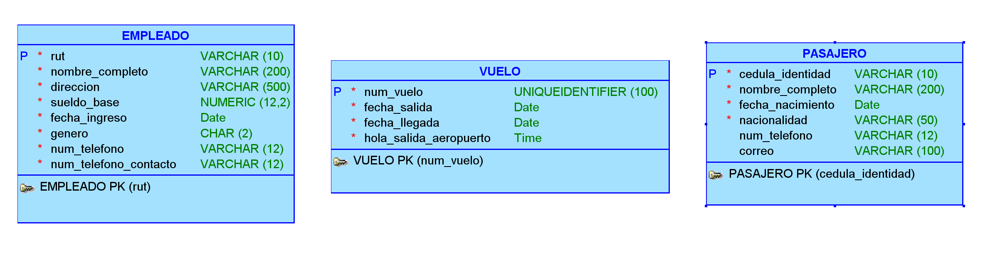 EMPLEADO
P * rut VARCHAR (10)
* nombre_completo VARCHAR (200)
* direccion VARCHAR (500)
* sueldo_base NUMERIC (12,2)
* fecha_ingreso Date
* genero CHAR (2)
* num_telefono VARCHAR (12)
* num_telefono_contacto VARCHAR (12)
EMPLEADO PK (rut)
VUELO
P * num_vuelo UNIQUEIDENTIFIER (100)
* fecha_salida Date
* fecha_llegada Date
* hola_salida_aeropuerto Time
VUELO PK (num_vuelo)
PASAJERO
P * cedula_identidad VARCHAR (10)
* nombre_completo VARCHAR (200)
* fecha_nacimiento Date
* nacionalidad VARCHAR (50)
num_telefono VARCHAR (12)
correo VARCHAR (100)
PASAJERO PK (cedula_identidad)